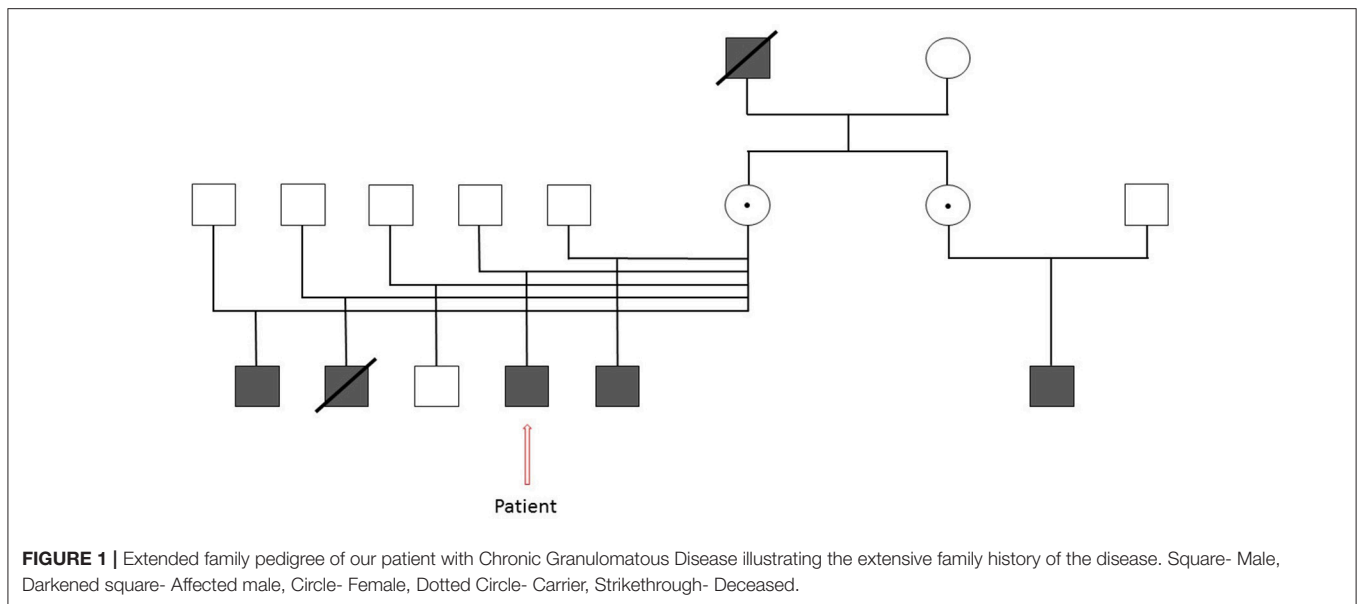 Patient
FIGURE 1 | Extended family pedigree of our patient with Chronic Granulomatous Disease illustrating the extensive family history of the disease. Square- Male,
Darkened square- Affected male, Circle- Female, Dotted Circle- Carrier, Strikethrough- Deceased.